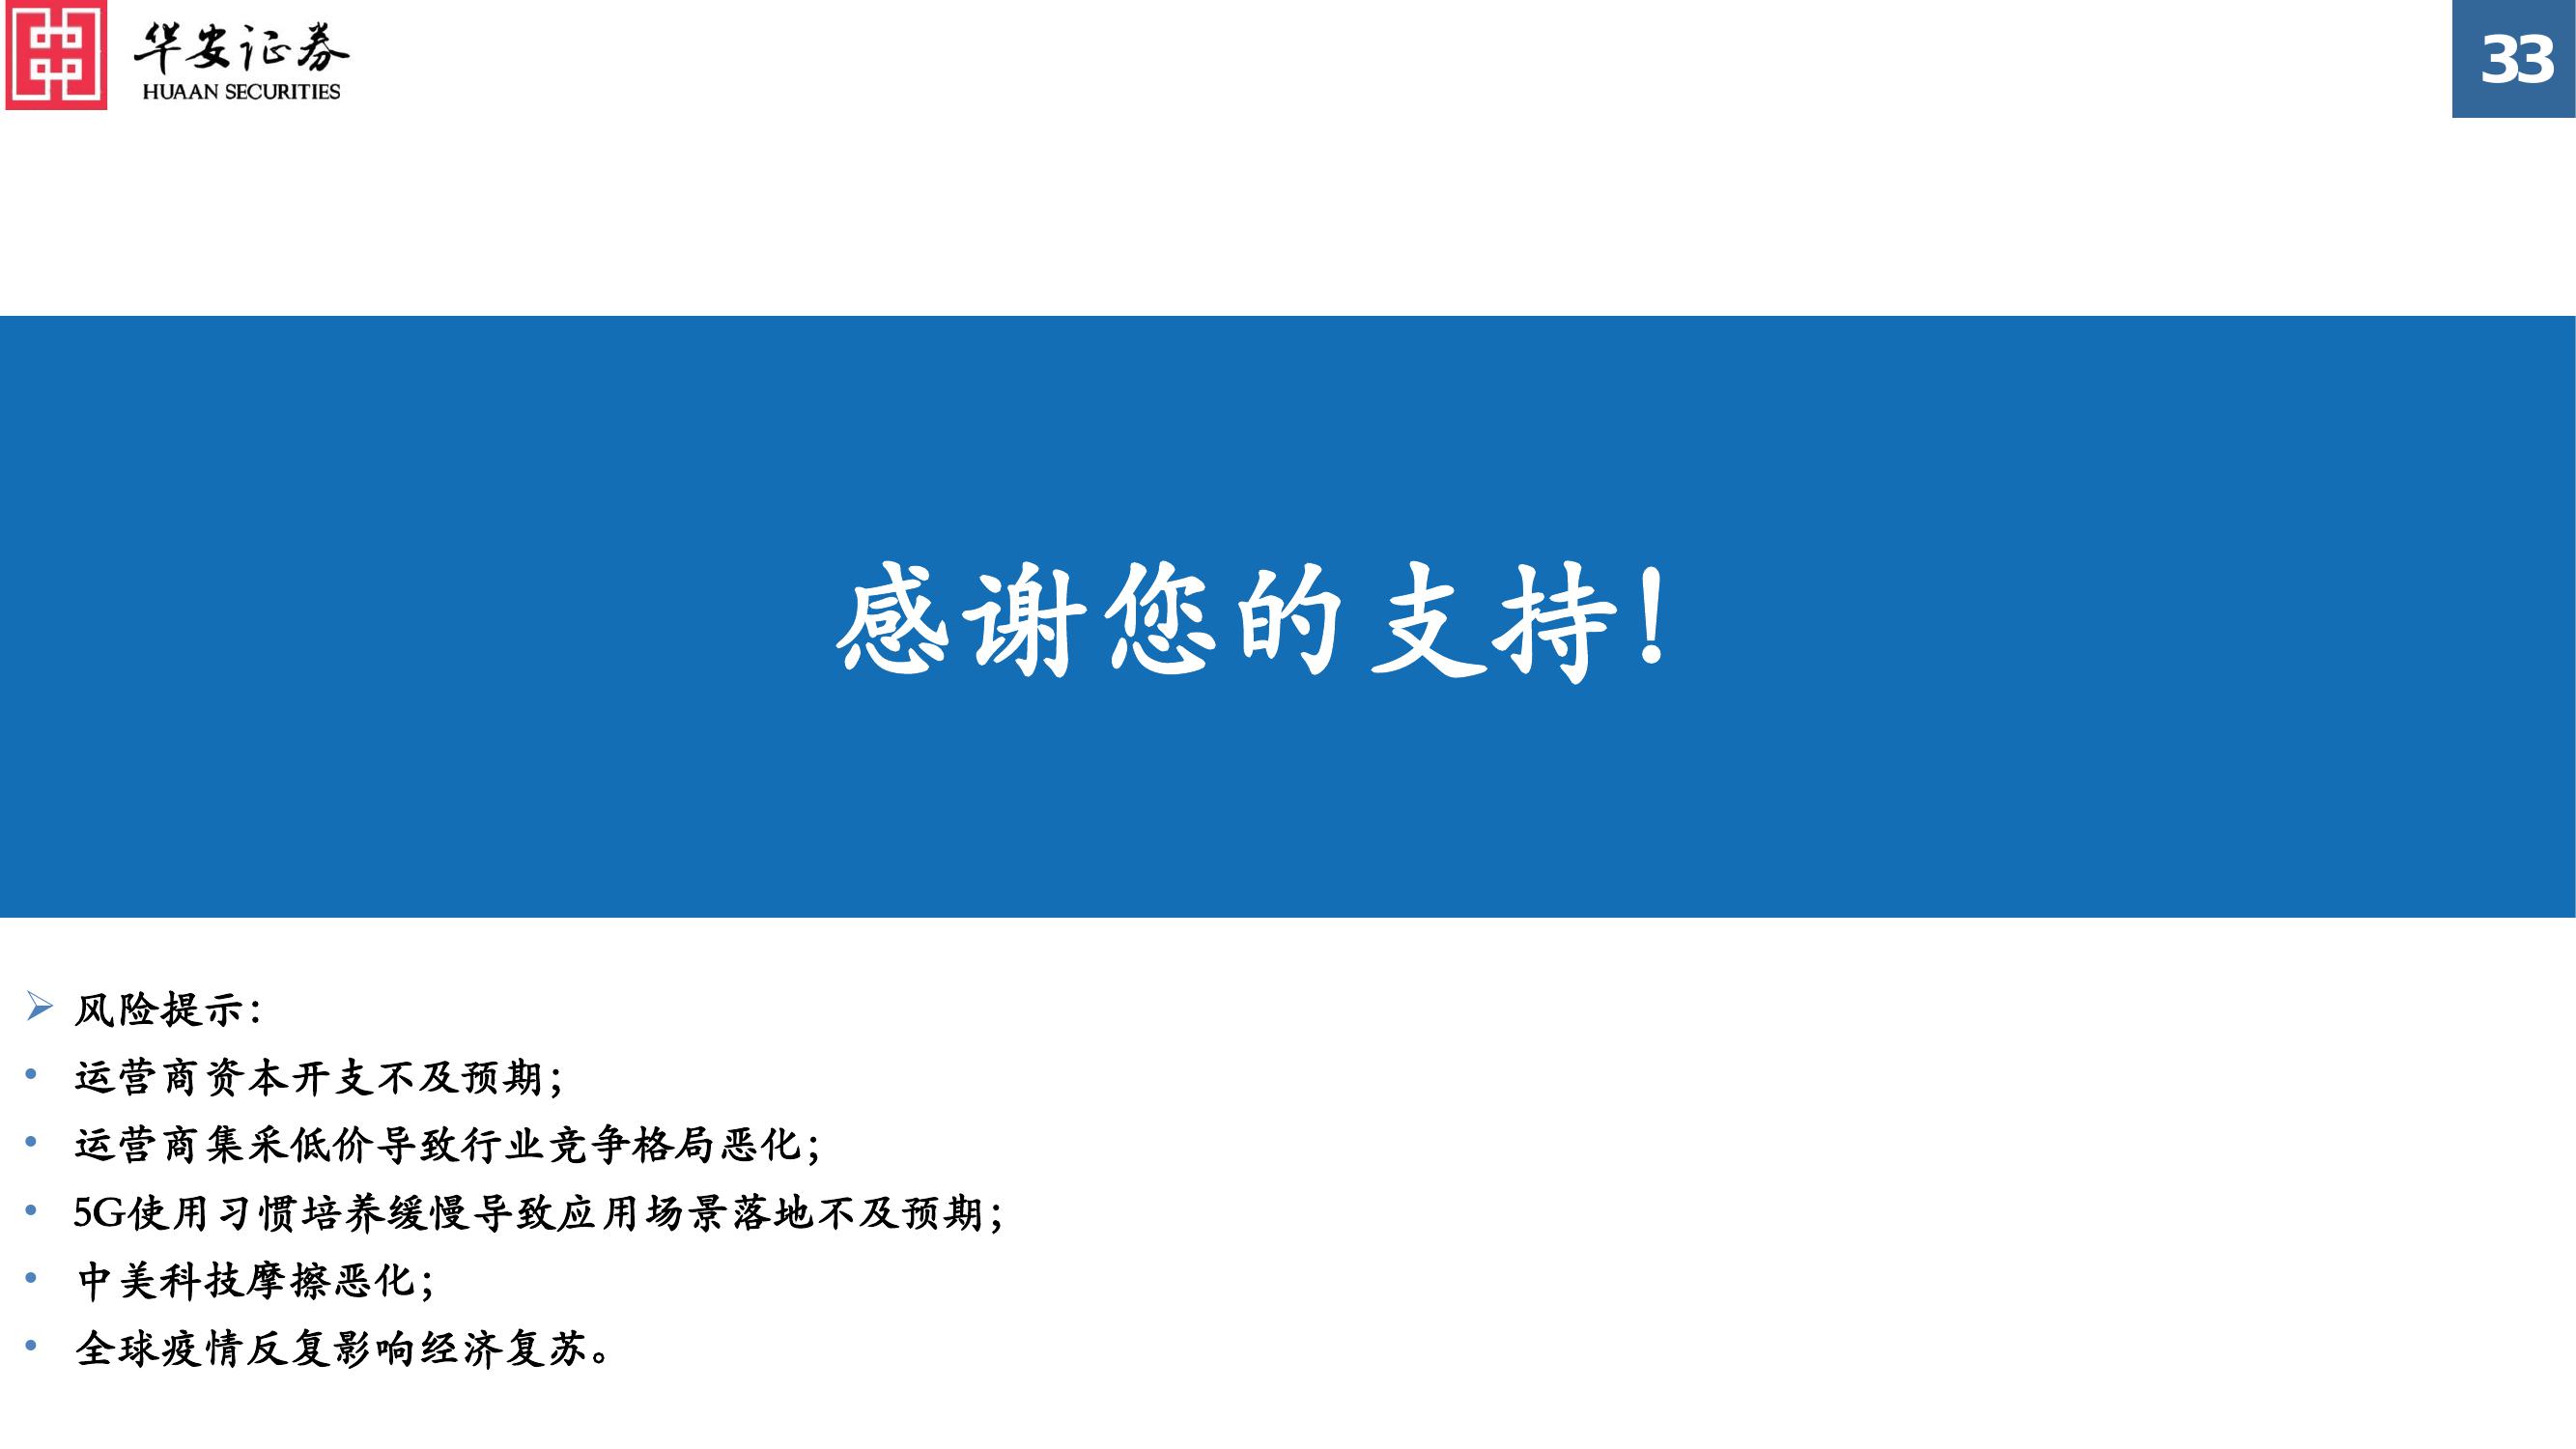 华安证券
HUAAN SECURITIES
33
感谢您的支持！
风险提示：
运营商资本开支不及预期；
运营商集采低价导致行业竞争格局恶化；
5G使用习惯培养缓慢导致应用场景落地不及预期；
中美科技摩擦恶化；
全球疫情反复影响经济复苏。